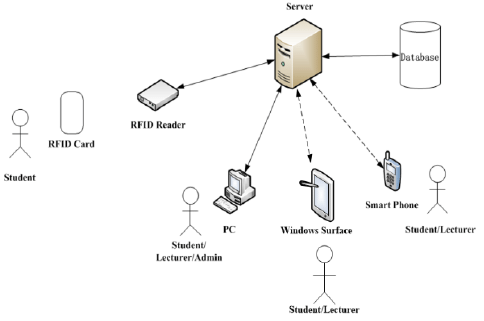 Server
Database
RFID Reader
RFID Card
Student
Smart Phone
PC
Windows Surface
Student/Lecturer
Student/
Lecturer/Admin
Student/Lecturer